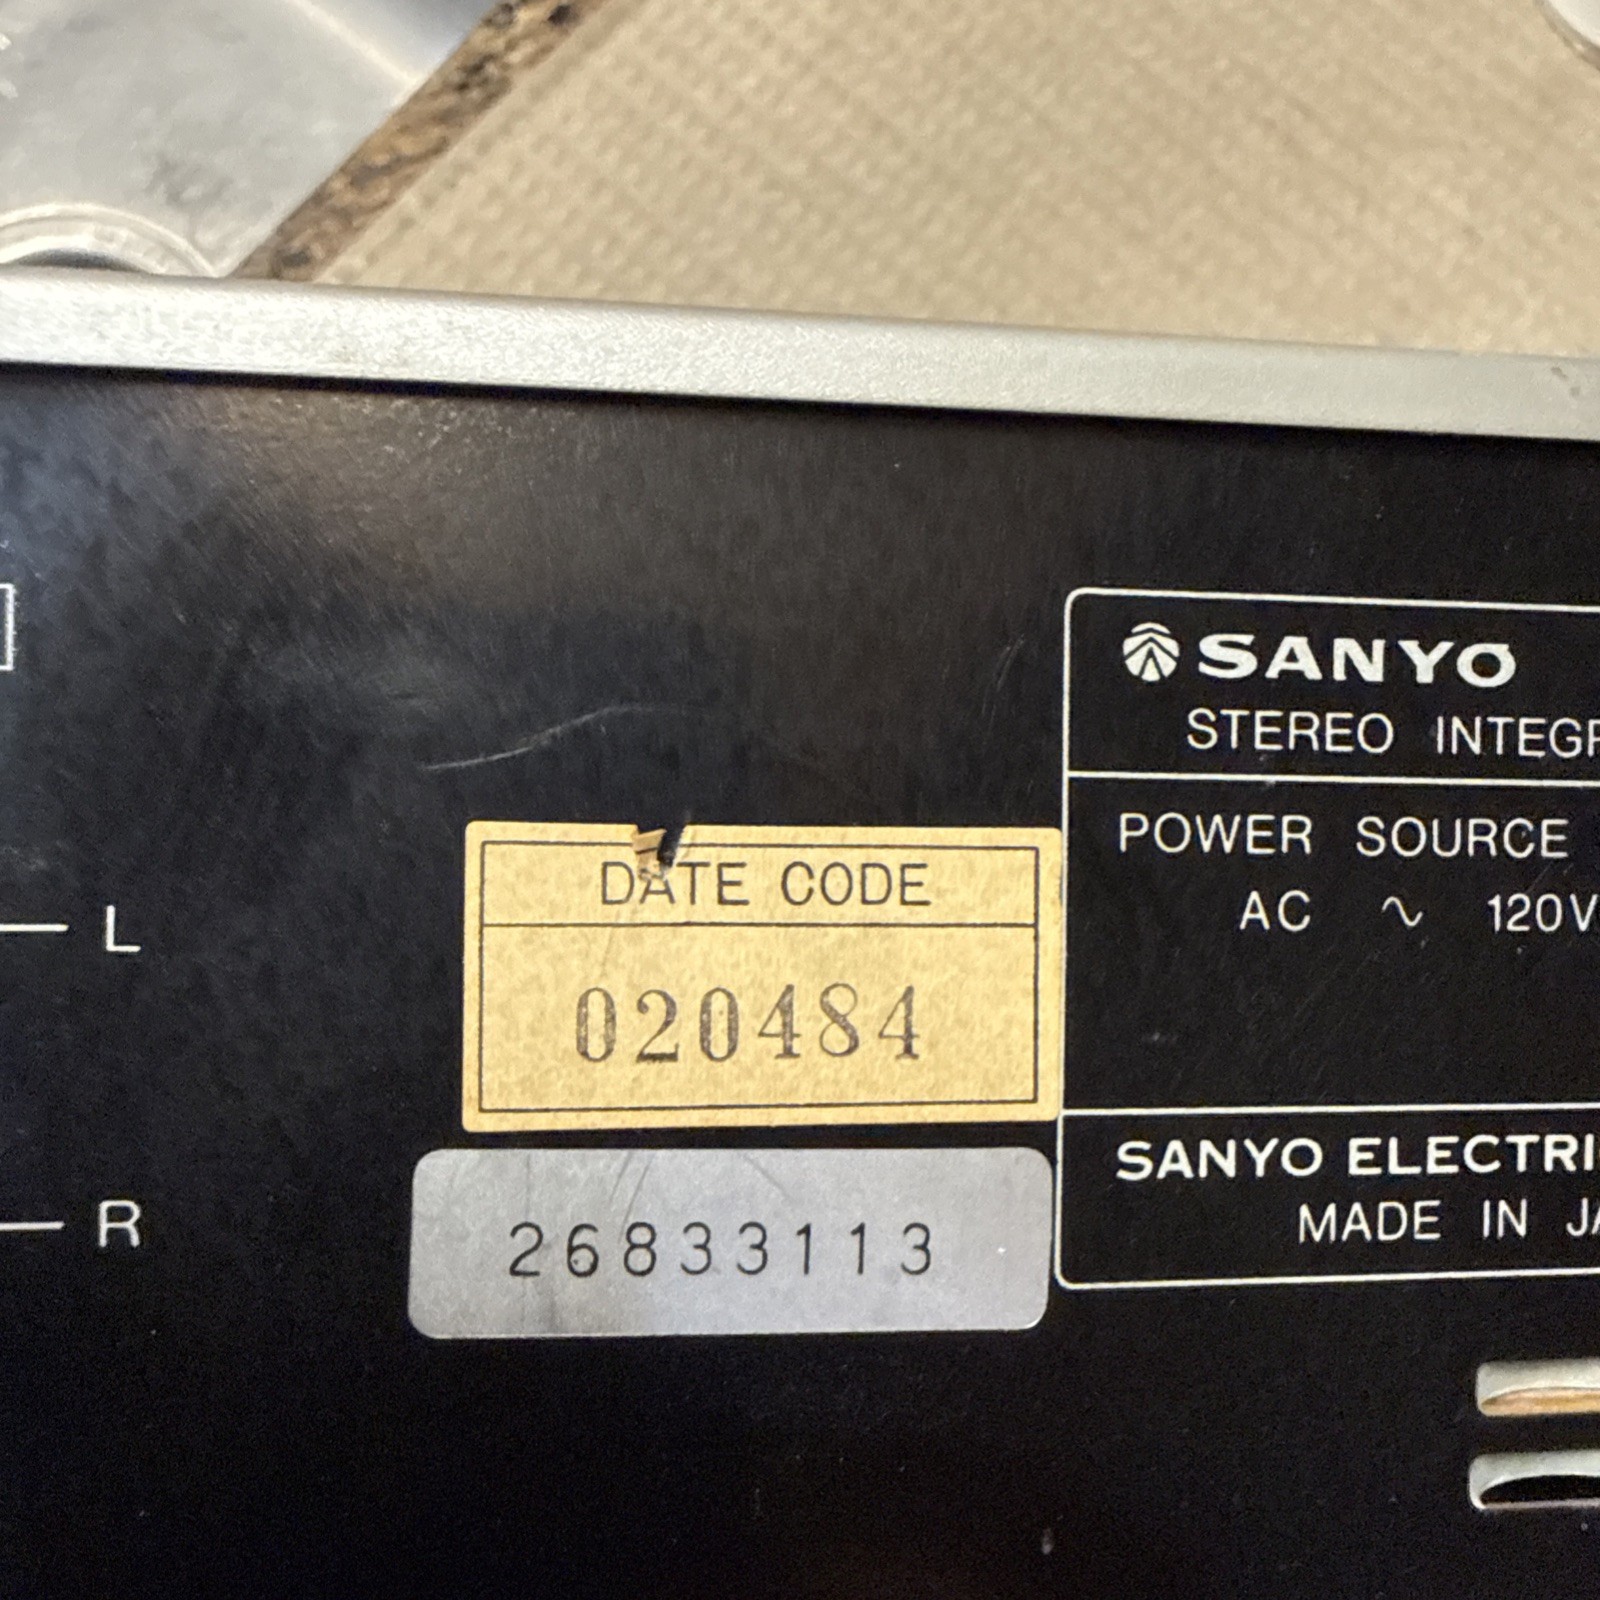 SANYO
STEREO INTEGR
POWER SOURCE
AC ∿ 120V
DATE CODE
020484
L
SANYO ELECTRI
MADE IN JA
26833113
R